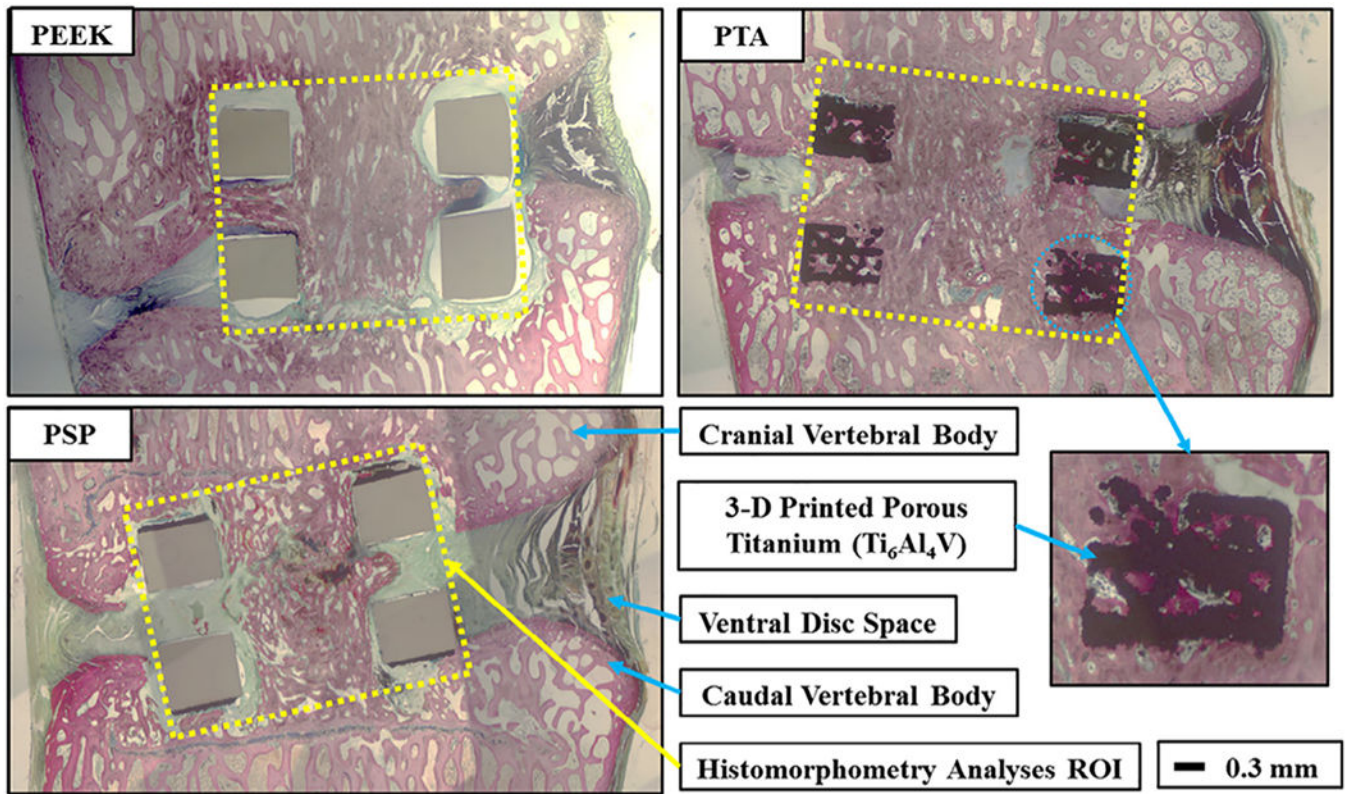 PEEK
PTA
PSP
Cranial Vertebral Body
3-D Printed Porous
Titanium (Ti₆Al₄V)
Ventral Disc Space
Caudal Vertebral Body
Histomorphometry Analyses ROI
0.3 mm